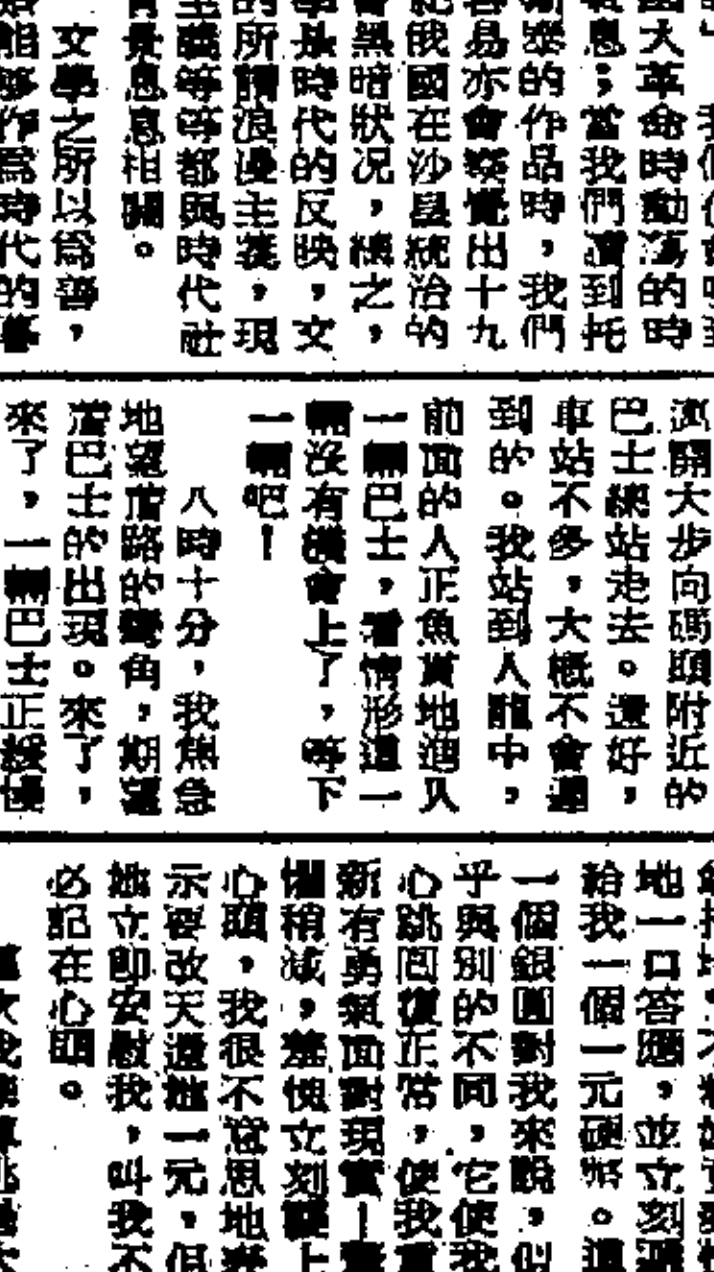 國大革命時動蕩的時
氣息；當我們讀到托
爾泰的作品時，我們
容易亦會察覺出十九
紀俄國在沙皇統治的
會黑暗狀况，總之，
學是時代的反映，文
的所謂浪漫主義，現
主義等等都與時代社
背景息息相關。
文學之所以爲善，
能够作爲時代的
邁開大步向碼頭附近的
巴士總站走去。還好，
車站不多，大概不會遲
到的。我站到人龍中，
前面的人正魚貫地進入
一輛巴士，看情形這一
輛沒有機會上了，等下
一輛吧！
八時十分，我焦急
地望着路的彎角，期望
着巴士的出現。來了，
來了，一輛巴士正緩慢
地一口答應，並立刻遞
給我一個一元硬幣。這
一個銀圓對我來說，似
乎與别的不同，它使我
心跳回復正常，使我重
新有勇氣面對現實—
懼稍減，羞愧立刻襲上
心頭，我很不意思地
示要改天還她一元，但
她立卽安慰我，叫我不
必記在心頭。